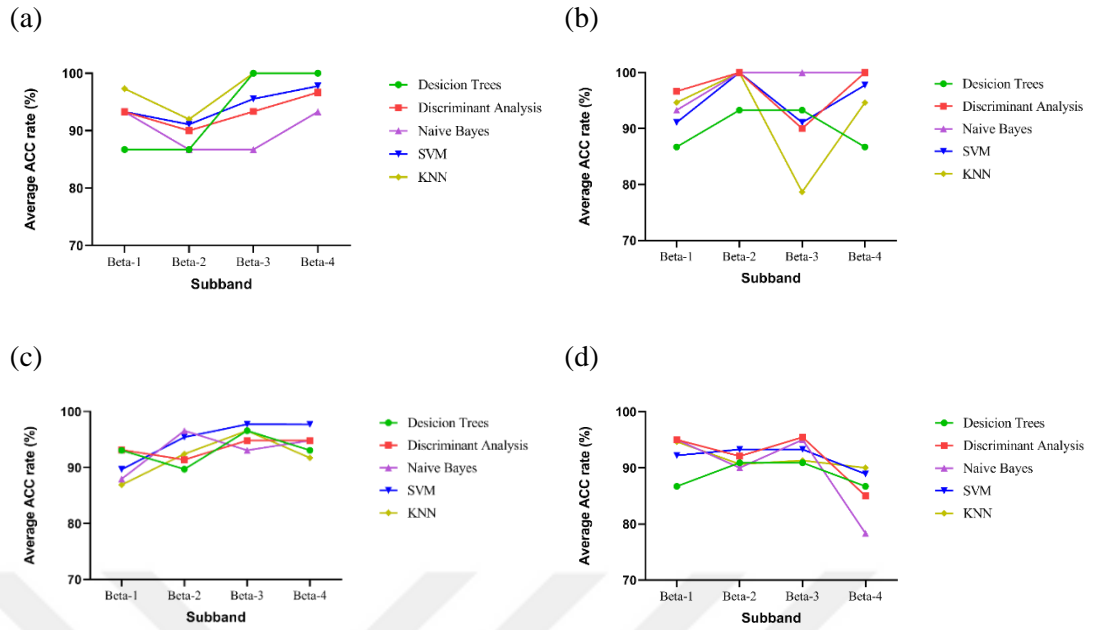 (a)
Average ACC rate (%)
100
90
80
70
Beta-1 Beta-2 Beta-3 Beta-4
Subband
Desicion Trees
Discriminant Analysis
Naive Bayes
SVM
KNN
(b)
Average ACC rate (%)
100
90
80
70
Beta-1 Beta-2 Beta-3 Beta-4
Subband
Desicion Trees
Discriminant Analysis
Naive Bayes
SVM
KNN
(c)
Average ACC rate (%)
100
90
80
70
Beta-1 Beta-2 Beta-3 Beta-4
Subband
Desicion Trees
Discriminant Analysis
Naive Bayes
SVM
KNN
(d)
Average ACC rate (%)
100
90
80
70
Beta-1 Beta-2 Beta-3 Beta-4
Subband
Desicion Trees
Discriminant Analysis
Naive Bayes
SVM
KNN